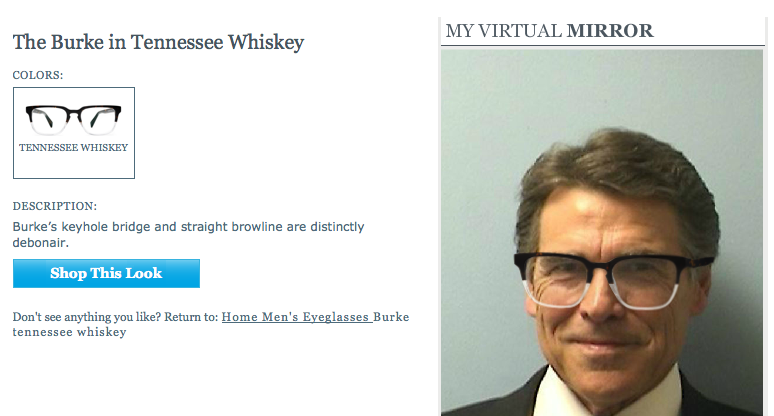 The Burke in Tennessee Whiskey
COLORS:
TENNESSEE WHISKEY
DESCRIPTION:
Burke's keyhole bridge and straight browline are distinctly
debonair.
Shop This Look
Don't see anything you like? Return to: Home Men's Eyeglasses Burke
tennessee whiskey
MY VIRTUAL MIRROR